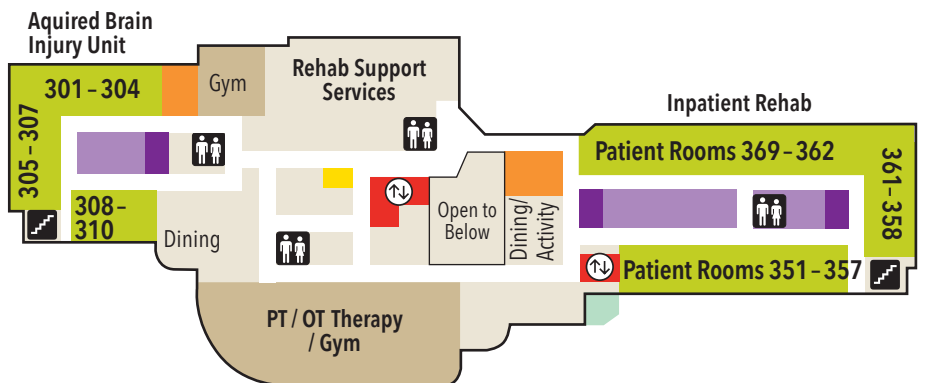 Aquired Brain
Injury Unit
301 – 304
Gym
Rehab Support
Services
Inpatient Rehab
305 – 307
Patient Rooms 369 – 362
361 – 358
308 –
310
Dining
Open to
Below
Dining/
Activity
Patient Rooms 351 – 357
PT / OT Therapy
/ Gym